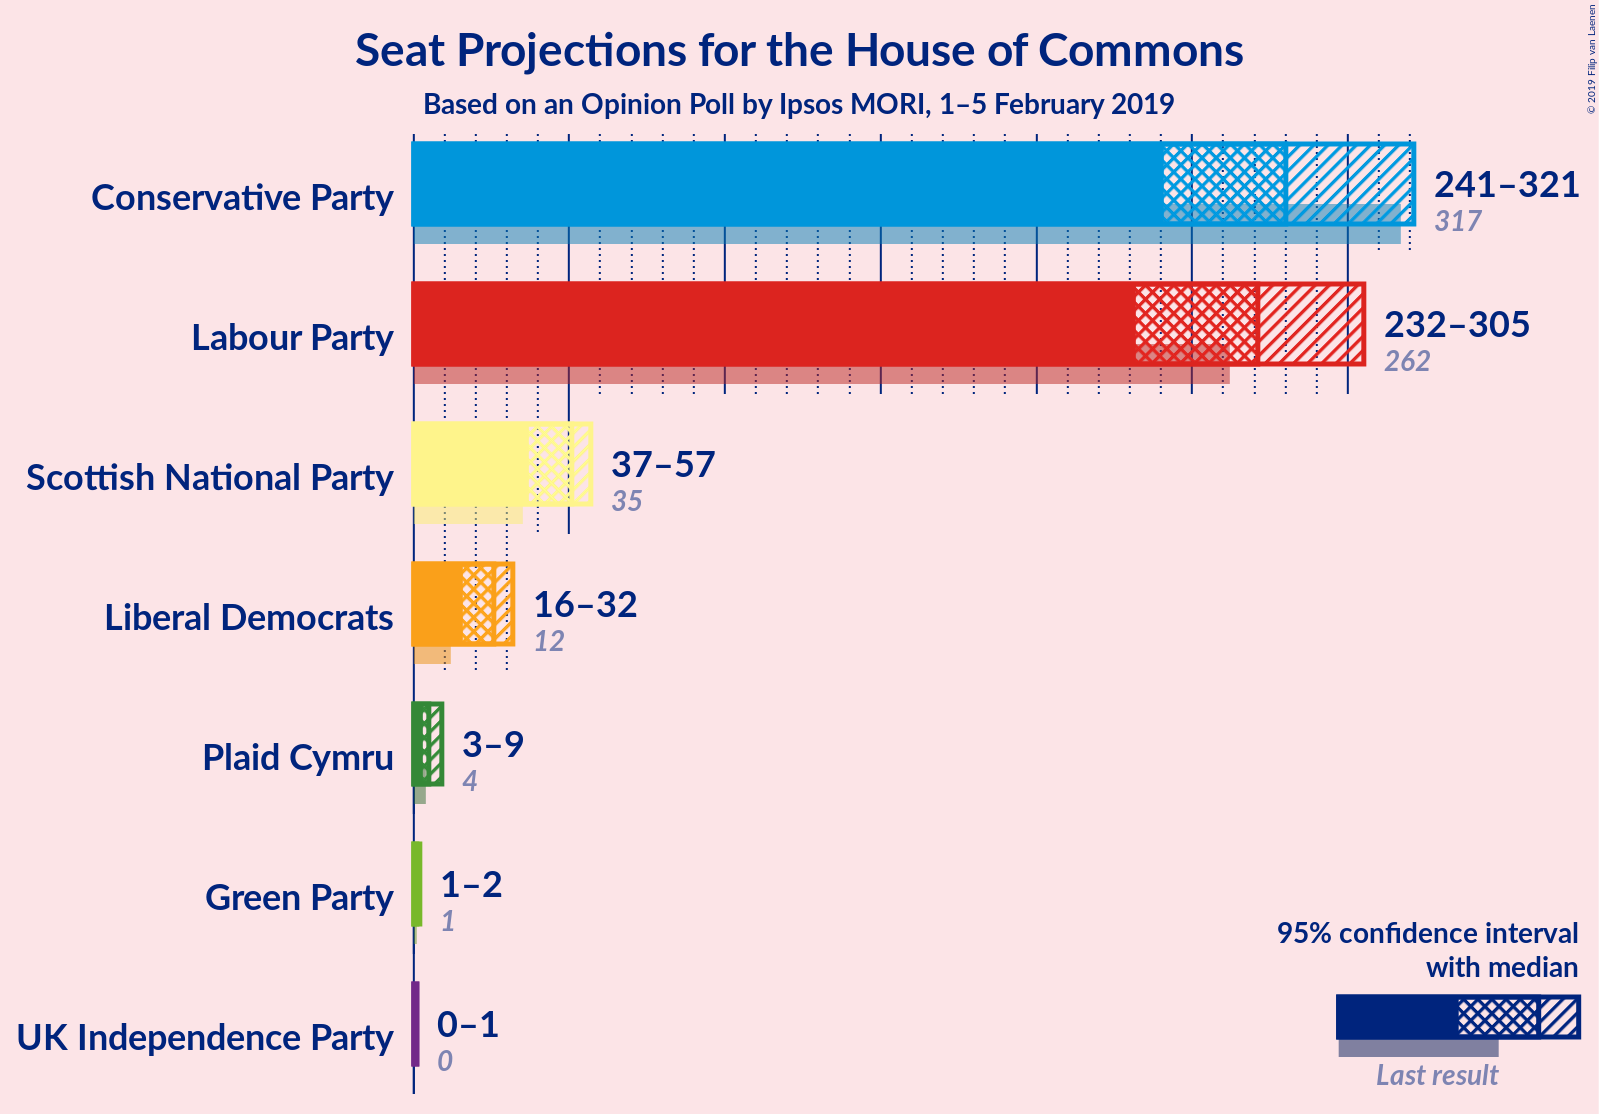 Seat Projections for the House of Commons
Based on an Opinion Poll by Ipsos MORI, 1–5 February 2019
© 2019 Filip van Laenen
Conservative Party
241–321
317
Labour Party
232–305
262
Scottish National Party
37–57
35
Liberal Democrats
16–32
12
Plaid Cymru
3–9
4
Green Party
1–2
1
UK Independence Party
0–1
0
95% confidence interval
with median
Last result